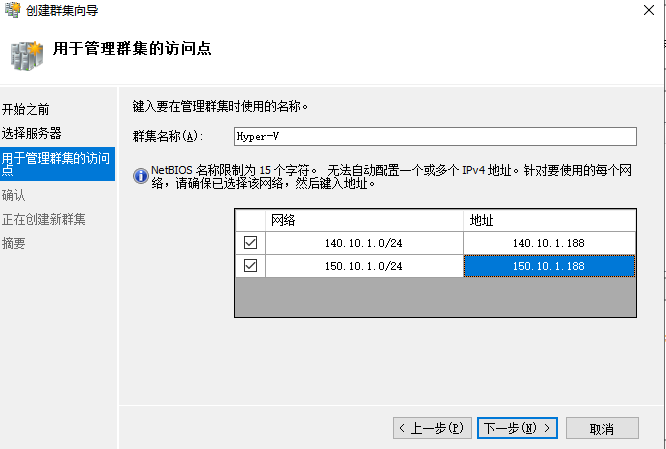 创建群集向导
用于管理群集的访问点
开始之前
选择服务器
用于管理群集的访问
点
确认
正在创建新群集
摘要
键入要在管理群集时使用的名称。
群集名称(A): Hyper-V
NetBIOS 名称限制为 15 个字符。 无法自动配置一个或多个 IPv4 地址。针对要使用的每个网
络，请确保已选择该网络，然后键入地址。
网络 地址
140.10.1.0/24 140.10.1.188
150.10.1.0/24 150.10.1.188
< 上一步(P) 下一步(N) > 取消